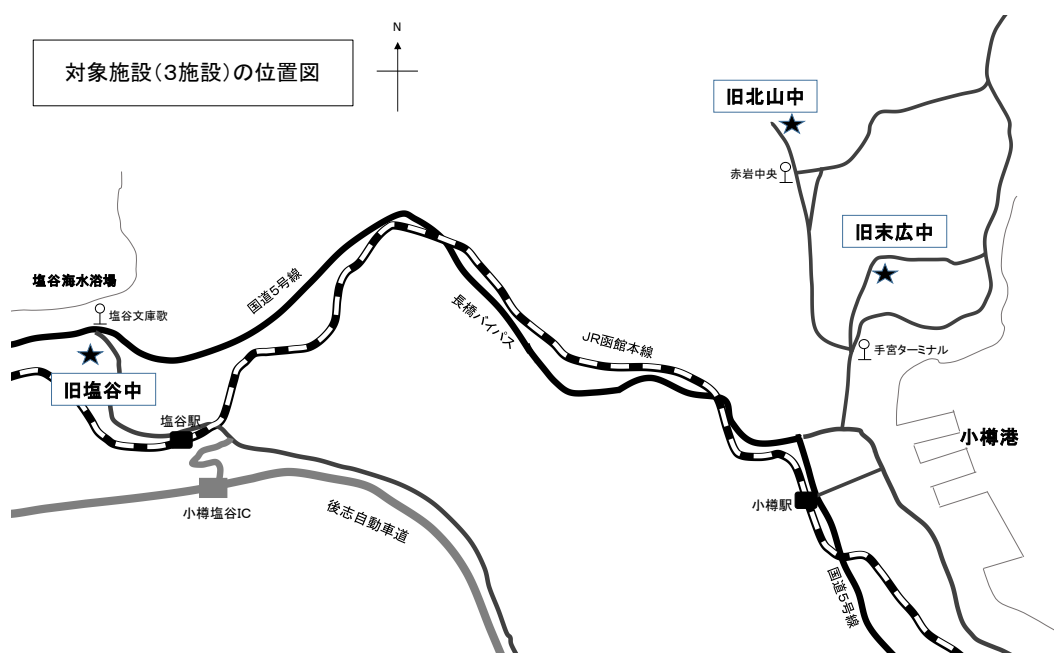 対象施設（３施設）の位置図
N
旧北山中
赤岩中央
旧末広中
塩谷海水浴場
国道5号線
塩谷文庫歌
長橋バイパス
JR函館本線
手宮ターミナル
旧塩谷中
塩谷駅
小樽港
小樽塩谷IC
後志自動車道
小樽駅
国道5号線